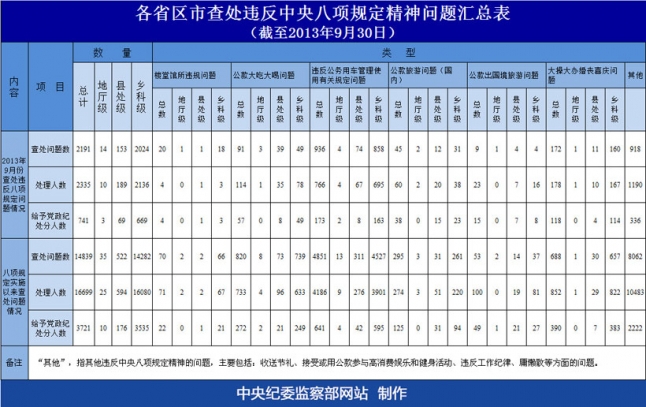 各省区市查处违反中央八项规定精神问题汇总表
（截至2013年9月30日）
内容 项目 数量 类型
总计 地厅级 县处级 乡科级 楼堂馆所违规问题 公款大吃大喝问题 违反公务用车管理使用有关规定问题 公款旅游问题（国内） 公款出国境旅游问题 大操大办婚丧喜庆问题 其他
总数 地厅级 县处级 乡科级 总数 地厅级 县处级 乡科级 总数 地厅级 县处级 乡科级 总数 地厅级 县处级 乡科级 总数 地厅级 县处级 乡科级 总数 地厅级 县处级 乡科级
2013年9月份查处违反八项规定问题情况
查处问题数 2191 14 153 2024 20 1 1 18 91 3 39 49 936 4 74 858 45 2 12 31 9 1 4 4 172 1 11 160 918
处理人数 2335 10 189 2136 4 0 1 3 114 1 35 78 766 4 67 695 60 2 20 38 23 0 7 16 178 1 10 167 1190
给予党政纪处分人数 741 3 69 669 4 0 1 3 57 0 8 49 173 2 8 163 38 0 15 23 15 0 7 8 118 0 4 114 336
八项规定实施以来查处问题情况
查处问题数 14839 35 522 14282 70 2 2 66 820 8 73 739 4851 13 311 4527 295 3 31 261 53 2 14 37 688 1 30 657 8062
处理人数 16699 25 594 16080 71 2 2 67 733 4 96 633 4186 9 276 3901 274 3 51 220 100 0 19 81 852 1 29 822 10483
给予党政纪处分人数 3721 10 176 3535 22 0 1 21 272 2 21 249 641 4 42 595 125 0 31 94 49 1 21 27 390 0 7 383 2222
备注 “其他”，指其他违反中央八项规定精神的问题，主要包括：收送节礼、接受或用公款参与高消费娱乐和健身活动、违反工作纪律、庸懒散等方面的问题。
中央纪委监察部网站 制作